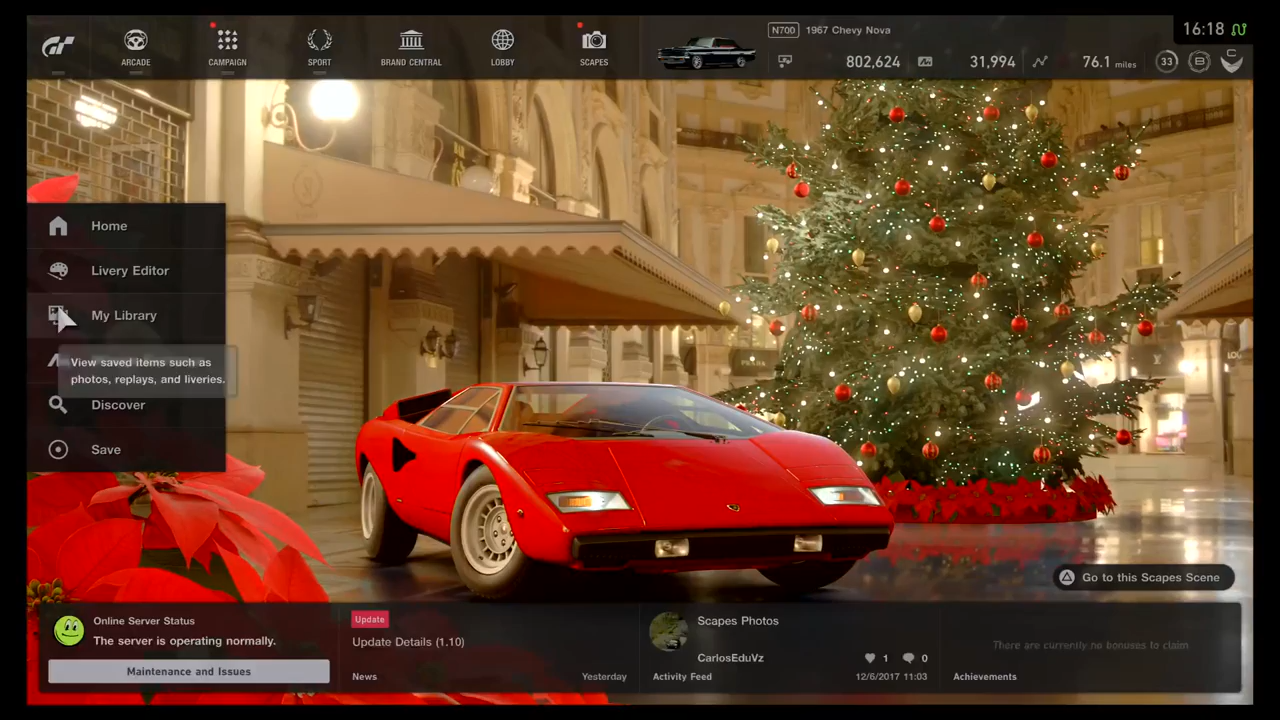 ARCADE
CAMPAIGN
SPORT
BRAND CENTRAL
LOBBY
SCAPES
N700 1967 Chevy Nova
802,624
31,994
76.1 miles
33
B
16:18
Home
Livery Editor
My Library
View saved items such as
photos, replays, and liveries.
Discover
Save
Go to this Scapes Scene
Online Server Status
The server is operating normally.
Maintenance and Issues
Update
Update Details (1.10)
News
Yesterday
Scapes Photos
CarlosEduVz
1
0
Activity Feed
12/6/2017 11:03
There are currently no bonuses to claim
Achievements